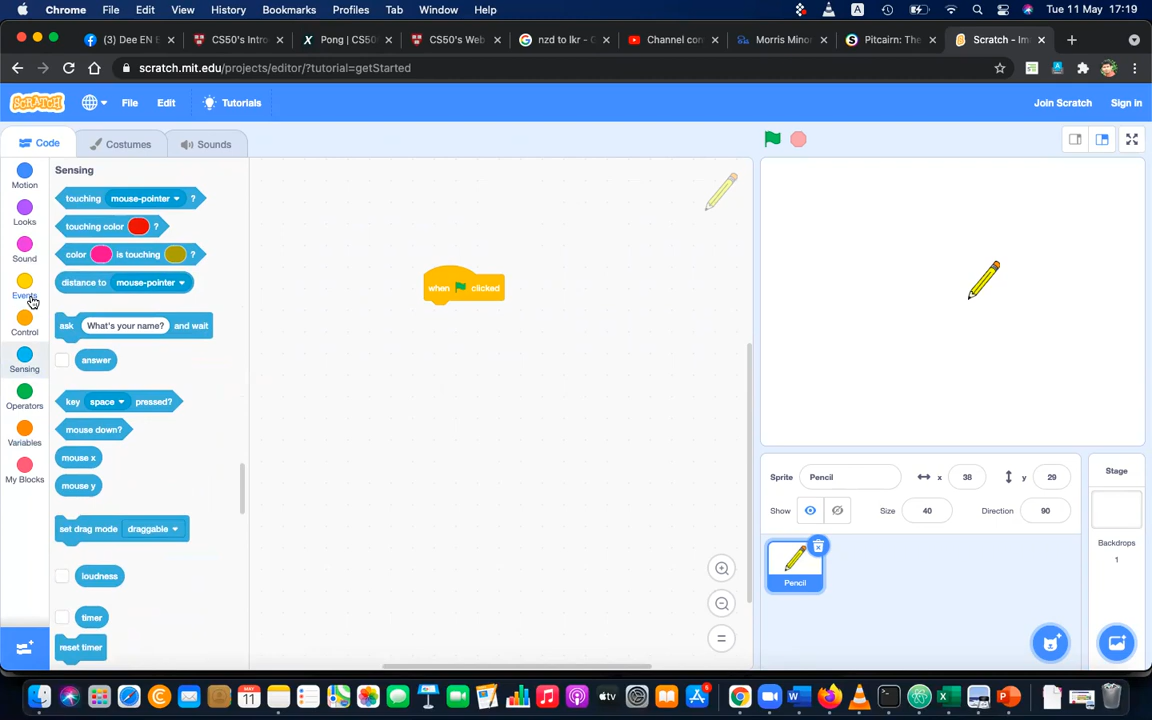 Chrome File Edit View History Bookmarks Profiles Tab Window Help A Tue 11 May 17:19
(3) Dee EN E CS50's Intro X Pong | CS50 CS50's Web nzd to lkr - G Channel con Morris Mino Pitcairn: The Scratch - Im
scratch.mit.edu/projects/editor/?tutorial=getStarted
SCRATCH File Edit Tutorials Join Scratch Sign in
Code Costumes Sounds
Motion
Looks
Sound
Events
Control
Sensing
Operators
Variables
My Blocks
Sensing
touching mouse-pointer ?
touching color ?
color is touching ?
distance to mouse-pointer
ask What's your name? and wait
answer
key space pressed?
mouse down?
mouse x
mouse y
set drag mode draggable
loudness
timer
reset timer
when clicked
Sprite Pencil x 38 y 29
Show Size 40 Direction 90
Pencil
Stage
Backdrops
1